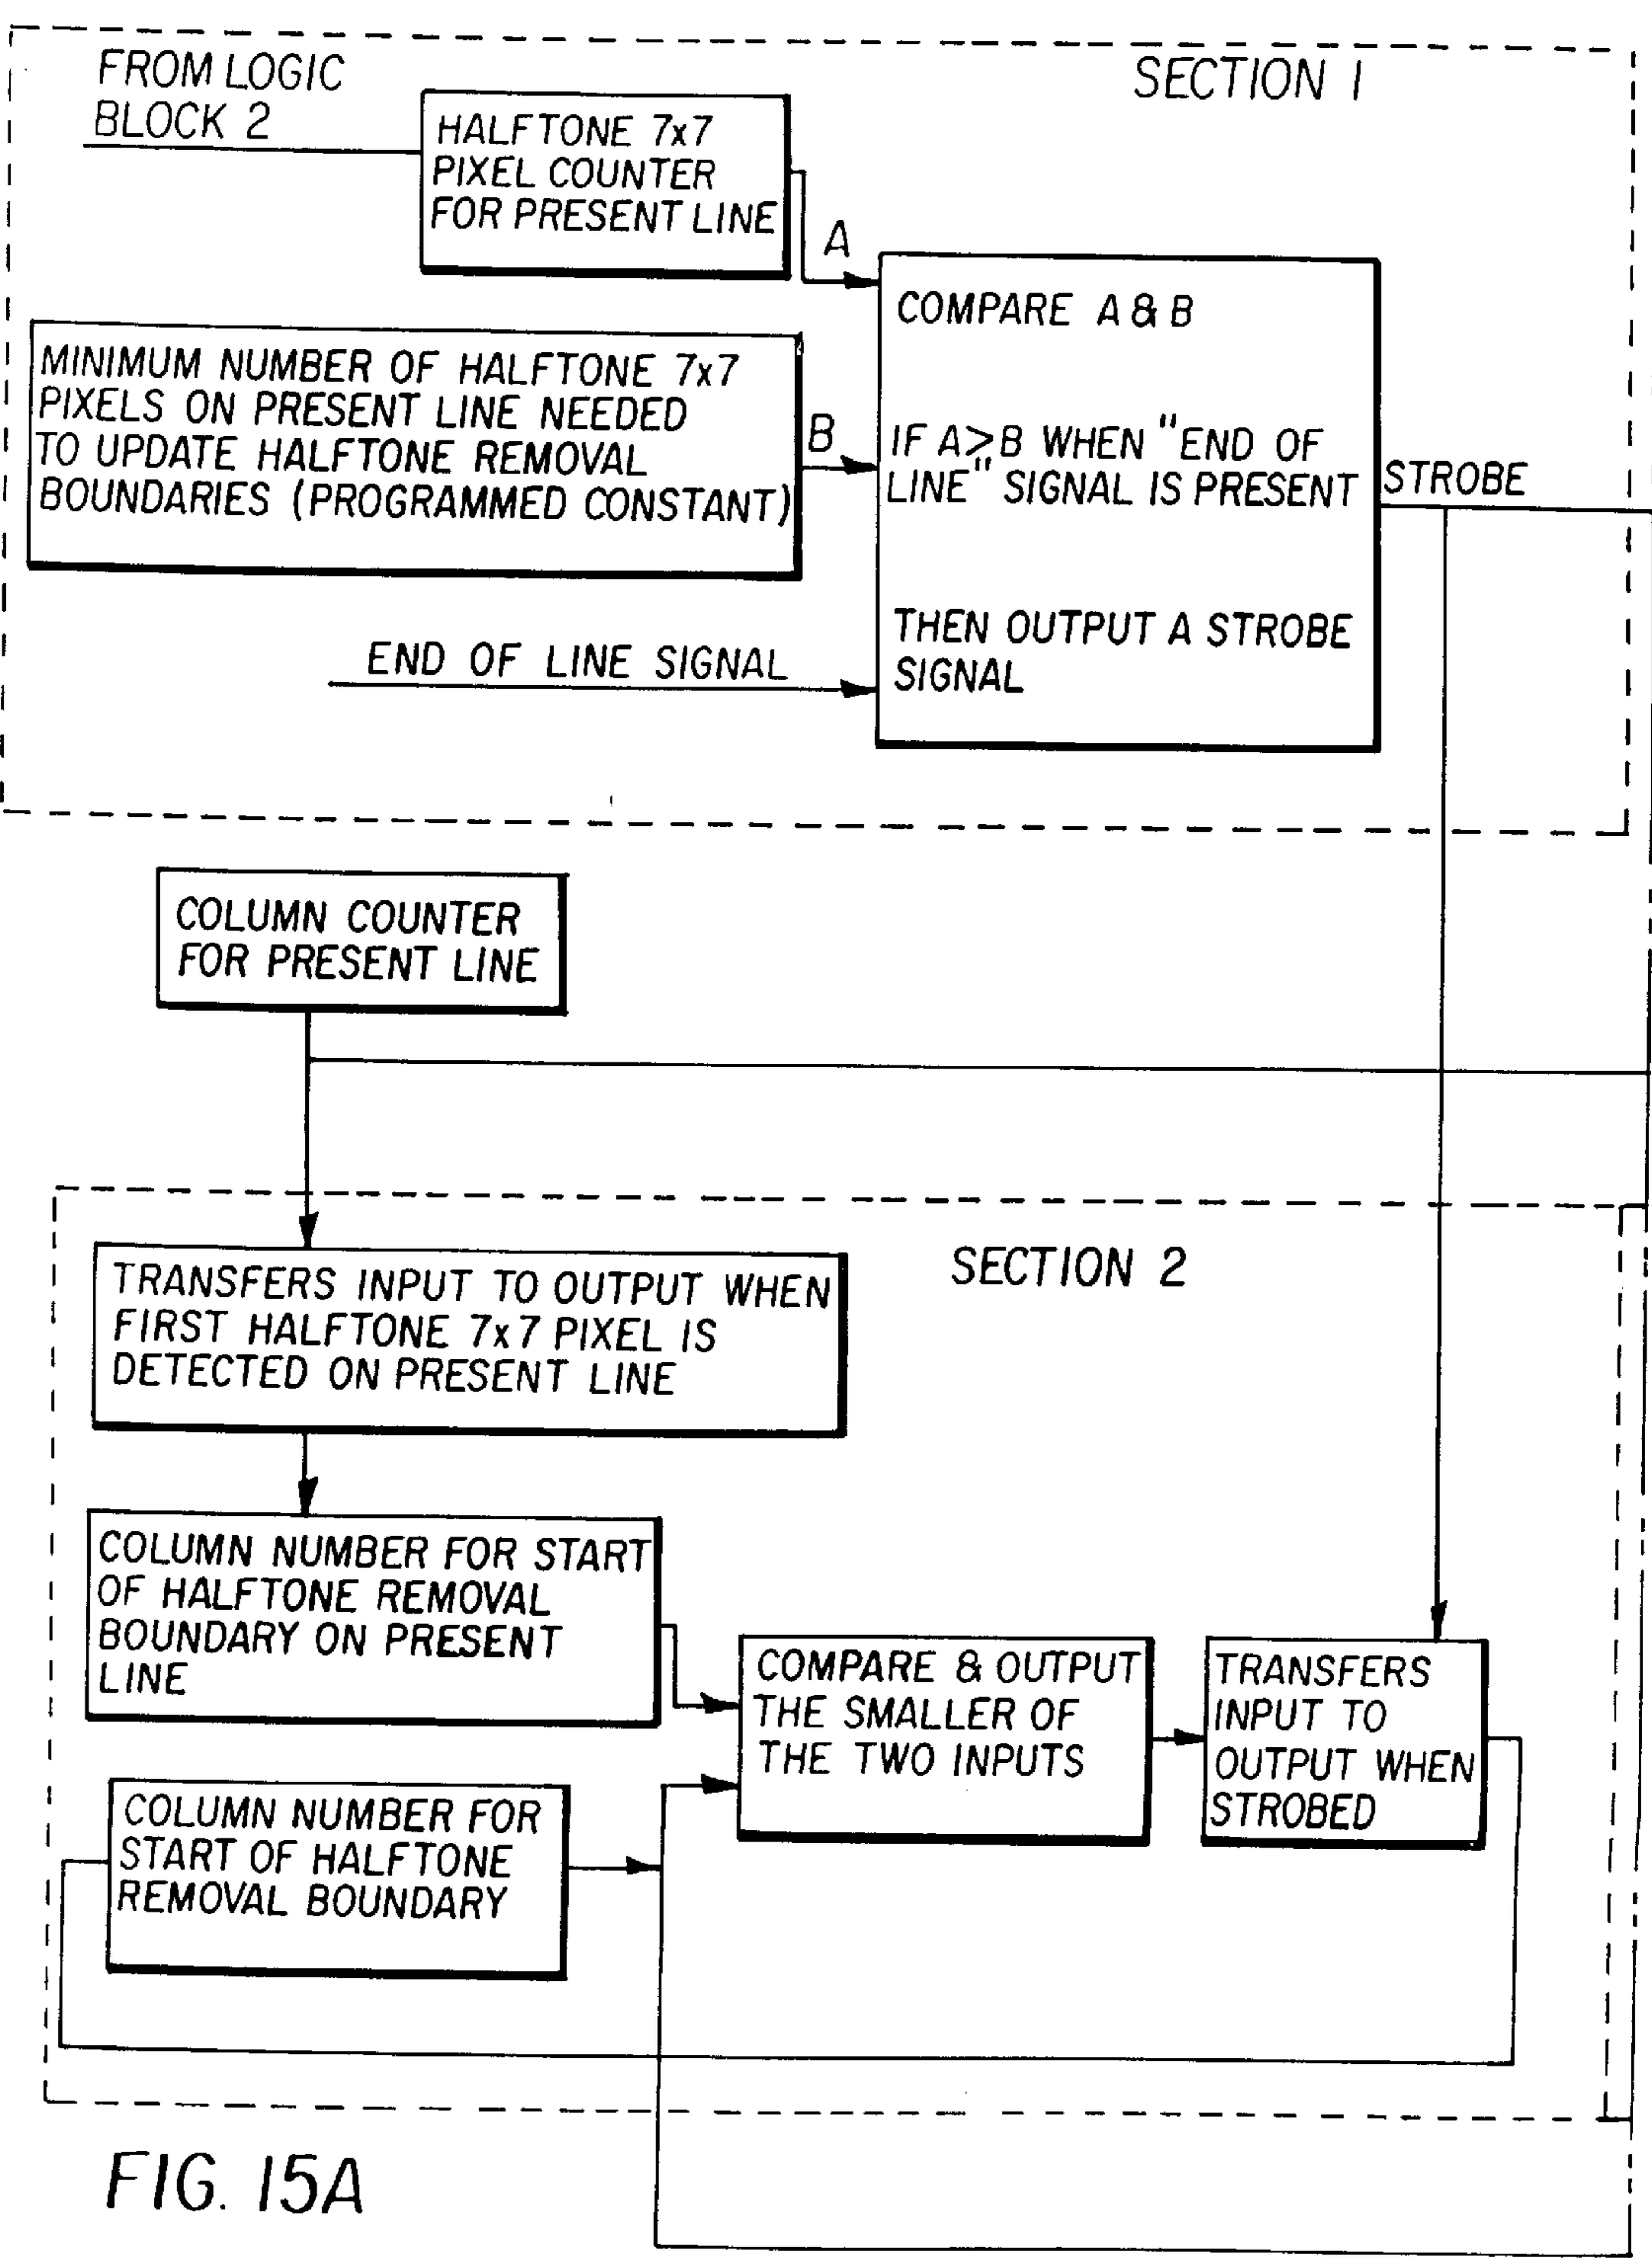 FROM LOGIC
BLOCK 2
SECTION 1
HALFTONE 7x7
PIXEL COUNTER
FOR PRESENT LINE
A
MINIMUM NUMBER OF HALFTONE 7x7
PIXELS ON PRESENT LINE NEEDED
TO UPDATE HALFTONE REMOVAL
BOUNDARIES (PROGRAMMED CONSTANT)
B
COMPARE A & B
IF A≥B WHEN "END OF
LINE" SIGNAL IS PRESENT
THEN OUTPUT A STROBE
SIGNAL
STROBE
END OF LINE SIGNAL
COLUMN COUNTER
FOR PRESENT LINE
SECTION 2
TRANSFERS INPUT TO OUTPUT WHEN
FIRST HALFTONE 7x7 PIXEL IS
DETECTED ON PRESENT LINE
COLUMN NUMBER FOR START
OF HALFTONE REMOVAL
BOUNDARY ON PRESENT
LINE
COMPARE & OUTPUT
THE SMALLER OF
THE TWO INPUTS
TRANSFERS
INPUT TO
OUTPUT WHEN
STROBED
COLUMN NUMBER FOR
START OF HALFTONE
REMOVAL BOUNDARY
FIG. 15A